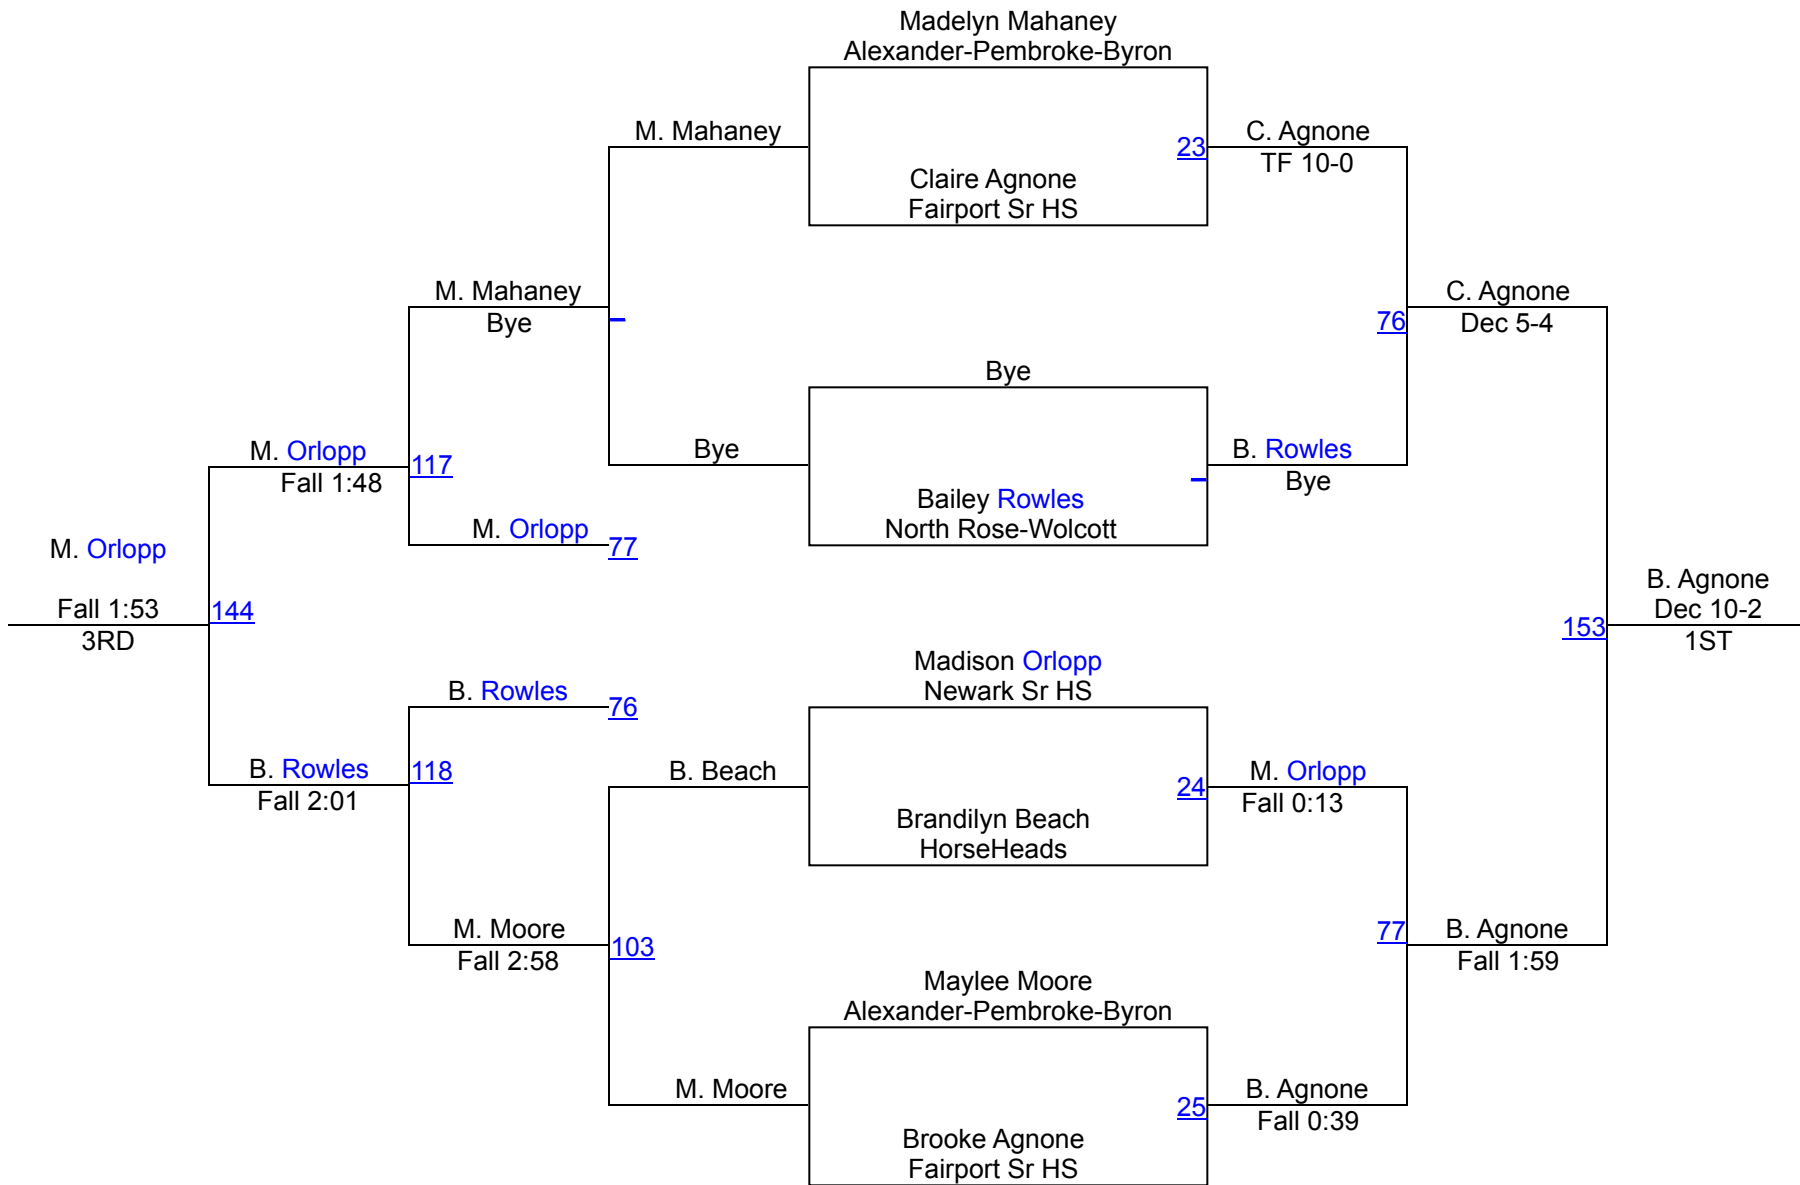 Madelyn Mahaney
Alexander-Pembroke-Byron
M. Mahaney
23
C. Agnone
TF 10-0
Claire Agnone
Fairport Sr HS
M. Mahaney
Bye
C. Agnone
Dec 5-4
76
Bye
M. Orlopp
Fall 1:48
117
Bye
B. Rowles
Bye
Bailey Rowles
North Rose-Wolcott
M. Orlopp
77
M. Orlopp
Fall 1:53
3RD
144
B. Agnone
Dec 10-2
1ST
153
Madison Orlopp
Newark Sr HS
B. Rowles
76
B. Rowles
Fall 2:01
118
B. Beach
24
M. Orlopp
Fall 0:13
Brandilyn Beach
HorseHeads
M. Moore
Fall 2:58
103
77
B. Agnone
Fall 1:59
Maylee Moore
Alexander-Pembroke-Byron
M. Moore
25
B. Agnone
Fall 0:39
Brooke Agnone
Fairport Sr HS